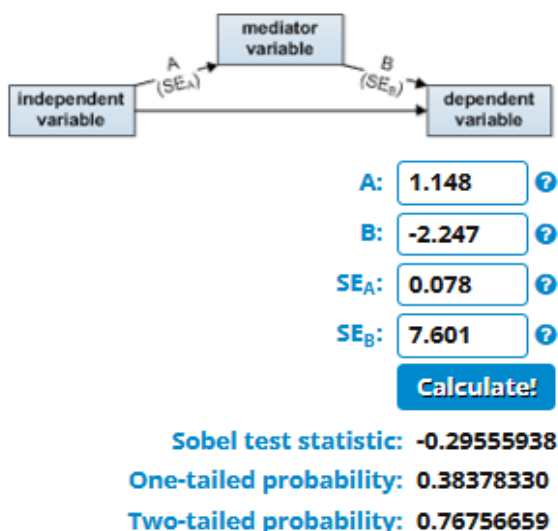 mediator
variable
A
(SEA)
B
(SEB)
independent
variable
dependent
variable
A: 1.148 ?
B: -2.247 ?
SEA: 0.078 ?
SEB: 7.601 ?
Calculate!
Sobel test statistic: -0.29555938
One-tailed probability: 0.38378330
Two-tailed probability: 0.76756659